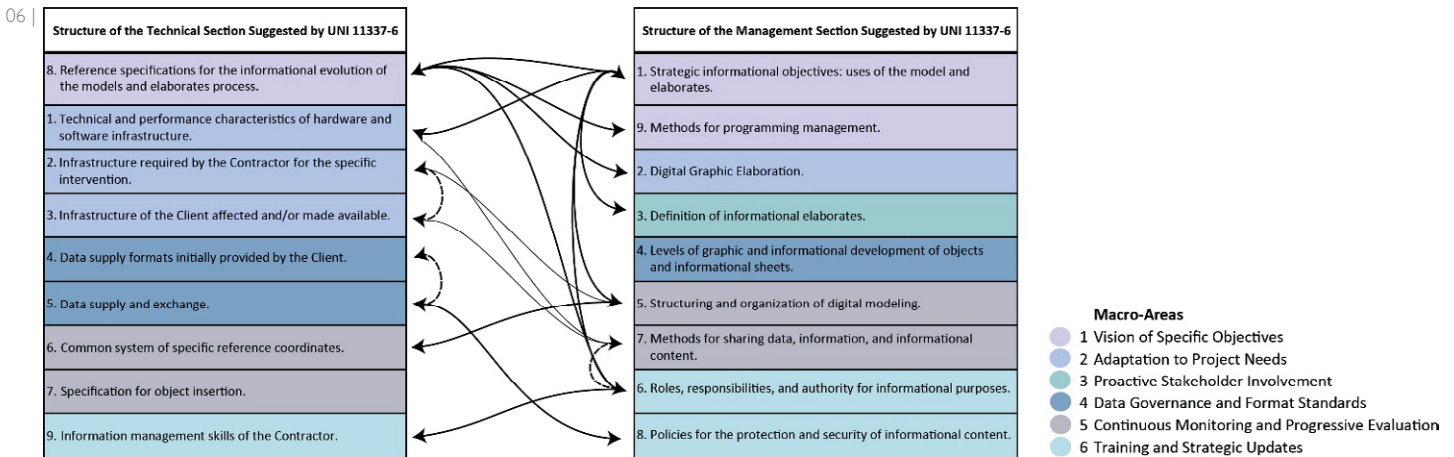 06 |
Structure of the Technical Section Suggested by UNI 11337-6
8. Reference specifications for the informational evolution of
the models and elaborates process.
1. Technical and performance characteristics of hardware and
software infrastructure.
2. Infrastructure required by the Contractor for the specific
intervention.
3. Infrastructure of the Client affected and/or made available.
4. Data supply formats initially provided by the Client.
5. Data supply and exchange.
6. Common system of specific reference coordinates.
7. Specification for object insertion.
9. Information management skills of the Contractor.
Structure of the Management Section Suggested by UNI 11337-6
1. Strategic informational objectives: uses of the model and
elaborates.
9. Methods for programming management.
2. Digital Graphic Elaboration.
3. Definition of informational elaborates.
4. Levels of graphic and informational development of objects
and informational sheets.
5. Structuring and organization of digital modeling.
7. Methods for sharing data, information, and informational
content.
6. Roles, responsibilities, and authority for informational purposes.
8. Policies for the protection and security of informational content.
Macro-Areas
1 Vision of Specific Objectives
2 Adaptation to Project Needs
3 Proactive Stakeholder Involvement
4 Data Governance and Format Standards
5 Continuous Monitoring and Progressive Evaluation
6 Training and Strategic Updates